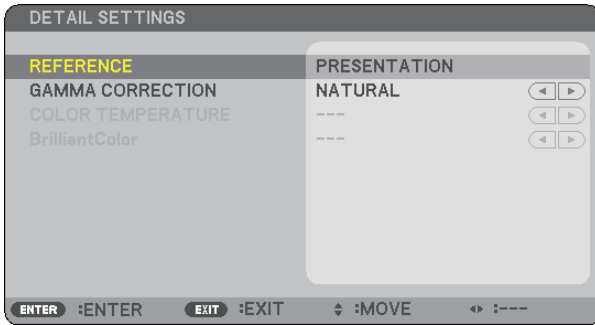 DETAIL SETTINGS
REFERENCE PRESENTATION
GAMMA CORRECTION NATURAL
COLOR TEMPERATURE ---
BrilliantColor ---
ENTER :ENTER EXIT :EXIT :MOVE :---